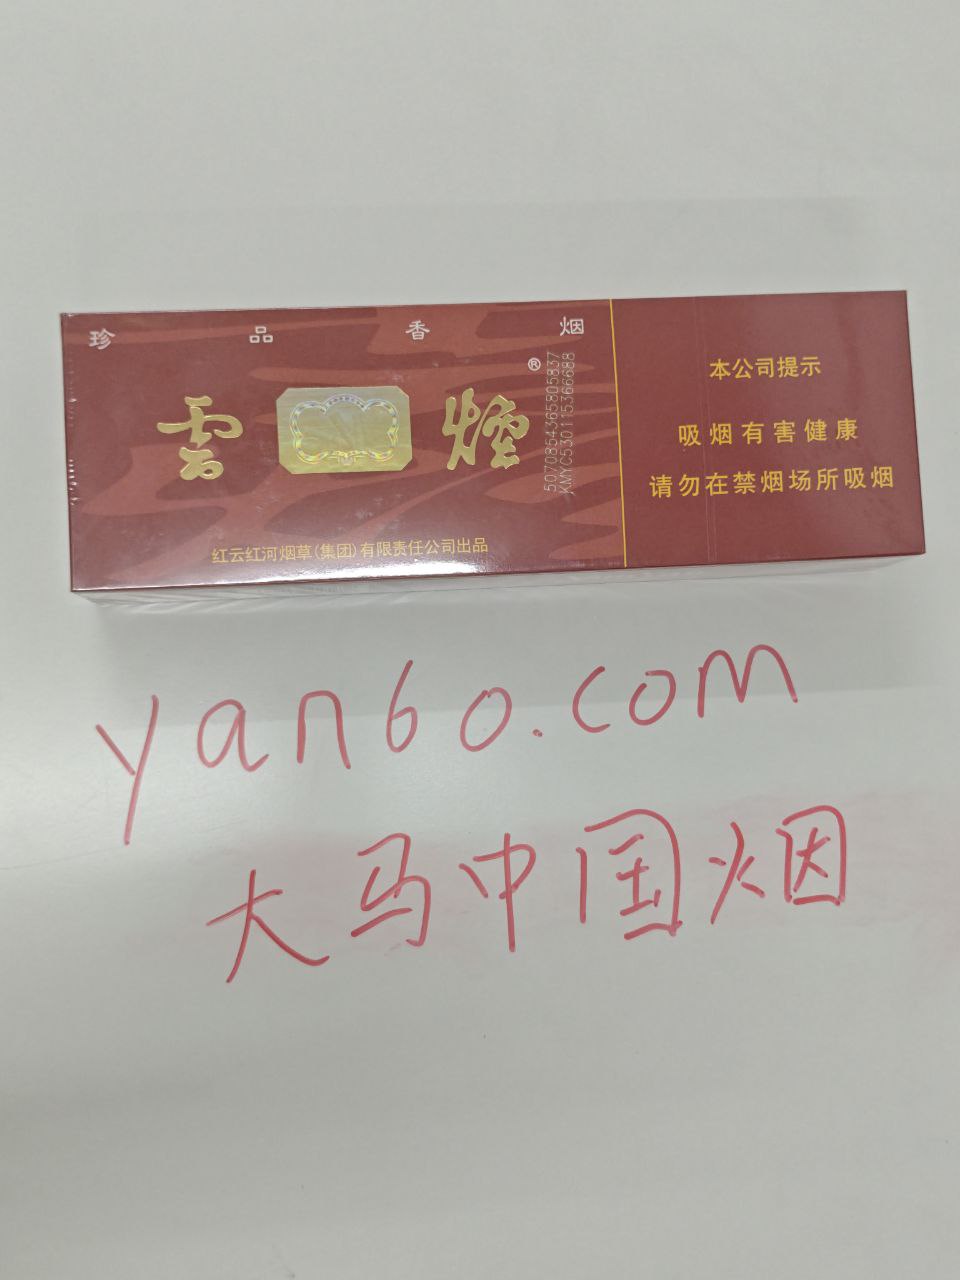 珍品香烟
雲煙®
5070854365805837
KMYC530115366688
红云红河烟草(集团)有限责任公司出品
本公司提示
吸烟有害健康
请勿在禁烟场所吸烟
yan60.com
大马中国烟